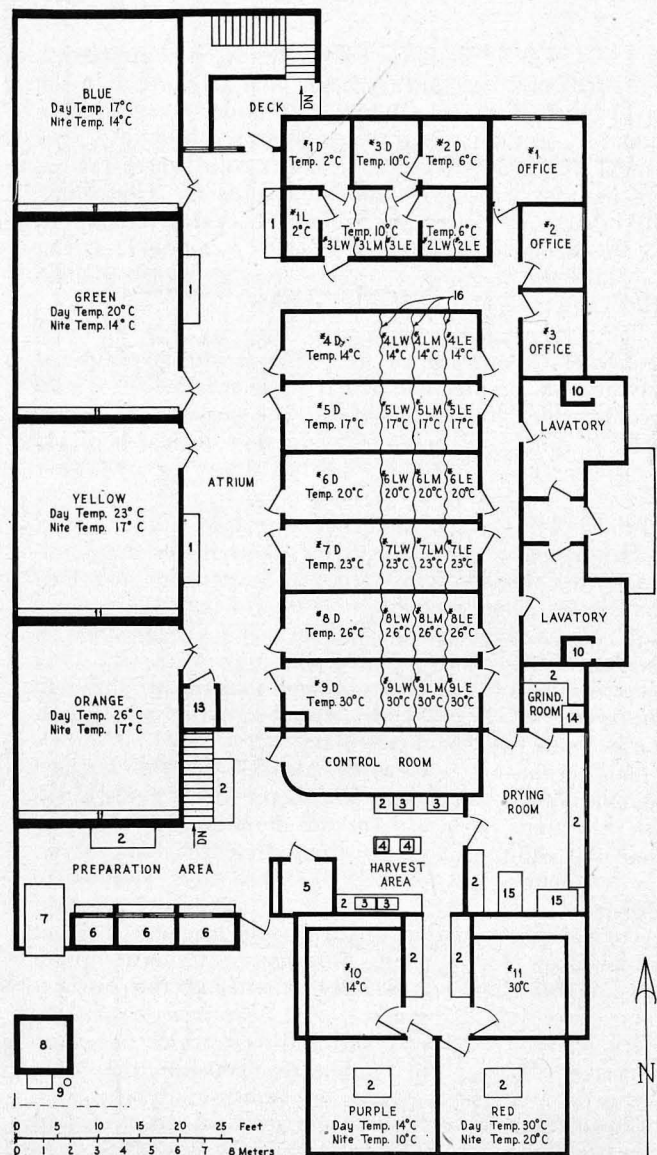 BLUE
Day Temp. 17°C
Nite Temp. 14°C
DECK
DN
#1 D
Temp. 2°C
#3 D
Temp. 10°C
#2 D
Temp. 6°C
#1
OFFICE
1
#1L
2°C
Temp. 10°C
#3LW #3LM #3LE
Temp. 6°C
#2LW #2LE
#2
OFFICE
GREEN
Day Temp. 20°C
Nite Temp. 14°C
1
16
#3
OFFICE
#4 D
Temp. 14°C
#4LW #4LM #4LE
14°C 14°C 14°C
10
#5 D
Temp. 17°C
#5LW #5LM #5LE
17°C 17°C 17°C
LAVATORY
YELLOW
Day Temp. 23°C
Nite Temp. 17°C
1
ATRIUM
#6 D
Temp. 20°C
#6LW #6LM #6LE
20°C 20°C 20°C
#7 D
Temp. 23°C
#7LW #7LM #7LE
23°C 23°C 23°C
#8 D
Temp. 26°C
#8LW #8LM #8LE
26°C 26°C 26°C
LAVATORY
10
ORANGE
Day Temp. 26°C
Nite Temp. 17°C
13
#9 D
Temp. 30°C
#9LW #9LM #9LE
30°C 30°C 30°C
2
GRIND.
ROOM
14
CONTROL ROOM
2
DN
2 3 3
4 4
DRYING
ROOM
2
2
PREPARATION AREA
HARVEST
AREA
5
2 3 3
2
15
15
7
6 6 6
#10
14°C
2
2
#11
30°C
8
9
2
PURPLE
Day Temp. 14°C
Nite Temp. 10°C
2
RED
Day Temp. 30°C
Nite Temp. 20°C
N
0 5 10 15 20 25 Feet
0 1 2 3 4 5 6 7 8 Meters